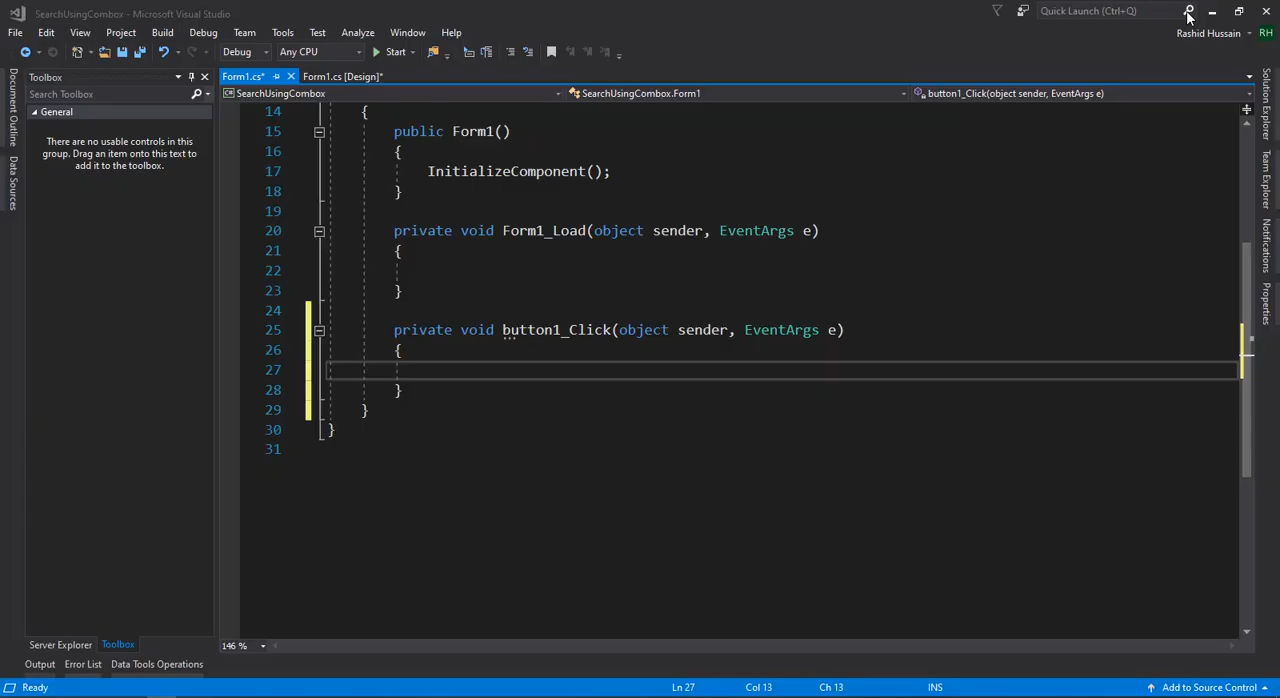 SearchUsingCombox - Microsoft Visual Studio
Quick Launch (Ctrl+Q)
File Edit View Project Build Debug Team Tools Test Analyze Window Help
Rashid Hussain RH
Debug Any CPU Start
Toolbox
Form1.cs* Form1.cs [Design]*
Search Toolbox
SearchUsingCombox SearchUsingCombox.Form1 button1_Click(object sender, EventArgs e)
General
There are no usable controls in this
group. Drag an item onto this text to
add it to the toolbox.
Document Outline
Data Sources
14 {
15 public Form1()
16 {
17 InitializeComponent();
18 }
19
20 private void Form1_Load(object sender, EventArgs e)
21 {
22
23 }
24
25 private void button1_Click(object sender, EventArgs e)
26 {
27
28 }
29 }
30 }
31
Solution Explorer
Team Explorer
Notifications
Properties
Server Explorer Toolbox
146 %
Output Error List Data Tools Operations
Ready Ln 27 Col 13 Ch 13 INS Add to Source Control